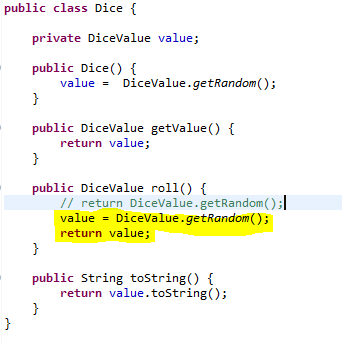 public class Dice {
private DiceValue value;
public Dice() {
value =  DiceValue.getRandom();
}
public DiceValue getValue() {
return value;
}
public DiceValue roll() {
// return DiceValue.getRandom();
value = DiceValue.getRandom();
return value;
}
public String toString() {
return value.toString();
}
}